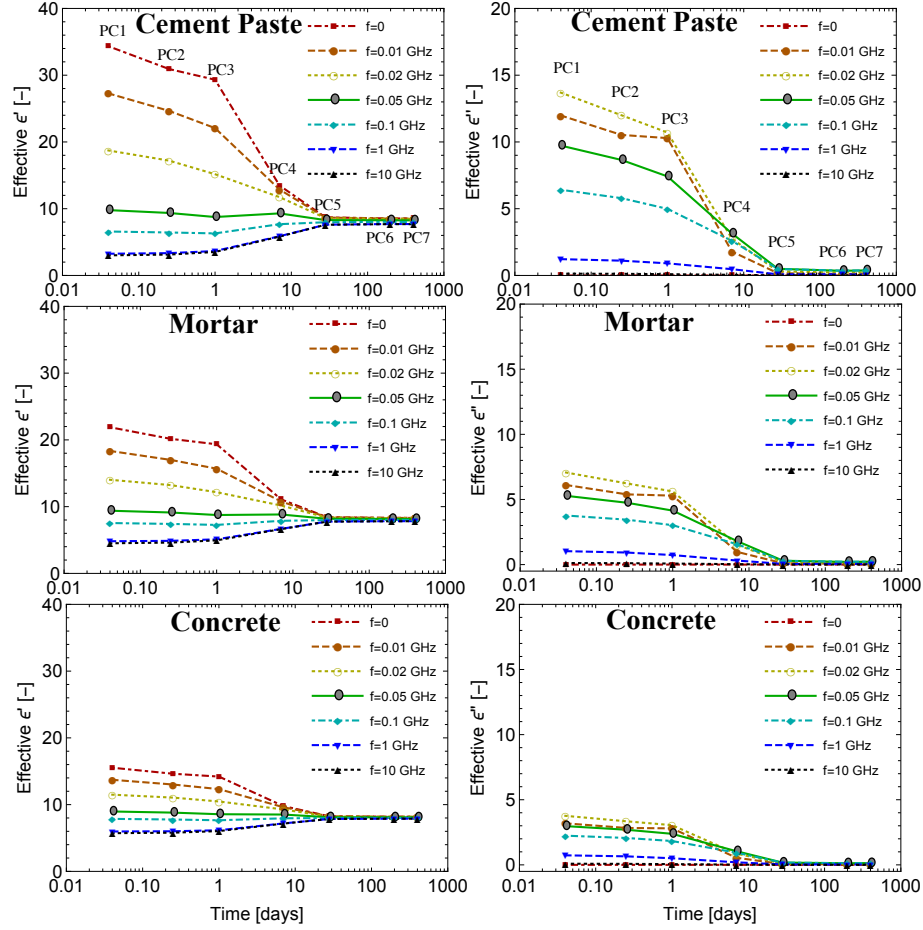 Cement Paste
Effective ϵ' [−]
40
30
20
10
0
PC1
PC2
PC3
PC4
PC5
PC6
PC7
f=0
f=0.01 GHz
f=0.02 GHz
f=0.05 GHz
f=0.1 GHz
f=1 GHz
f=10 GHz
0.01
0.10
1
10
100
1000
Cement Paste
Effective ϵ'' [−]
20
15
10
5
0
PC1
PC2
PC3
PC4
PC5
PC6
PC7
f=0
f=0.01 GHz
f=0.02 GHz
f=0.05 GHz
f=0.1 GHz
f=1 GHz
f=10 GHz
0.01
0.10
1
10
100
1000
Mortar
Effective ϵ' [−]
40
30
20
10
0
f=0
f=0.01 GHz
f=0.02 GHz
f=0.05 GHz
f=0.1 GHz
f=1 GHz
f=10 GHz
0.01
0.10
1
10
100
1000
Mortar
Effective ϵ'' [−]
20
15
10
5
0
f=0
f=0.01 GHz
f=0.02 GHz
f=0.05 GHz
f=0.1 GHz
f=1 GHz
f=10 GHz
0.01
0.10
1
10
100
1000
Concrete
Effective ϵ' [−]
40
30
20
10
0
f=0
f=0.01 GHz
f=0.02 GHz
f=0.05 GHz
f=0.1 GHz
f=1 GHz
f=10 GHz
0.01
0.10
1
10
100
1000
Time [days]
Concrete
Effective ϵ'' [−]
20
15
10
5
0
f=0
f=0.01 GHz
f=0.02 GHz
f=0.05 GHz
f=0.1 GHz
f=1 GHz
f=10 GHz
0.01
0.10
1
10
100
1000
Time [days]